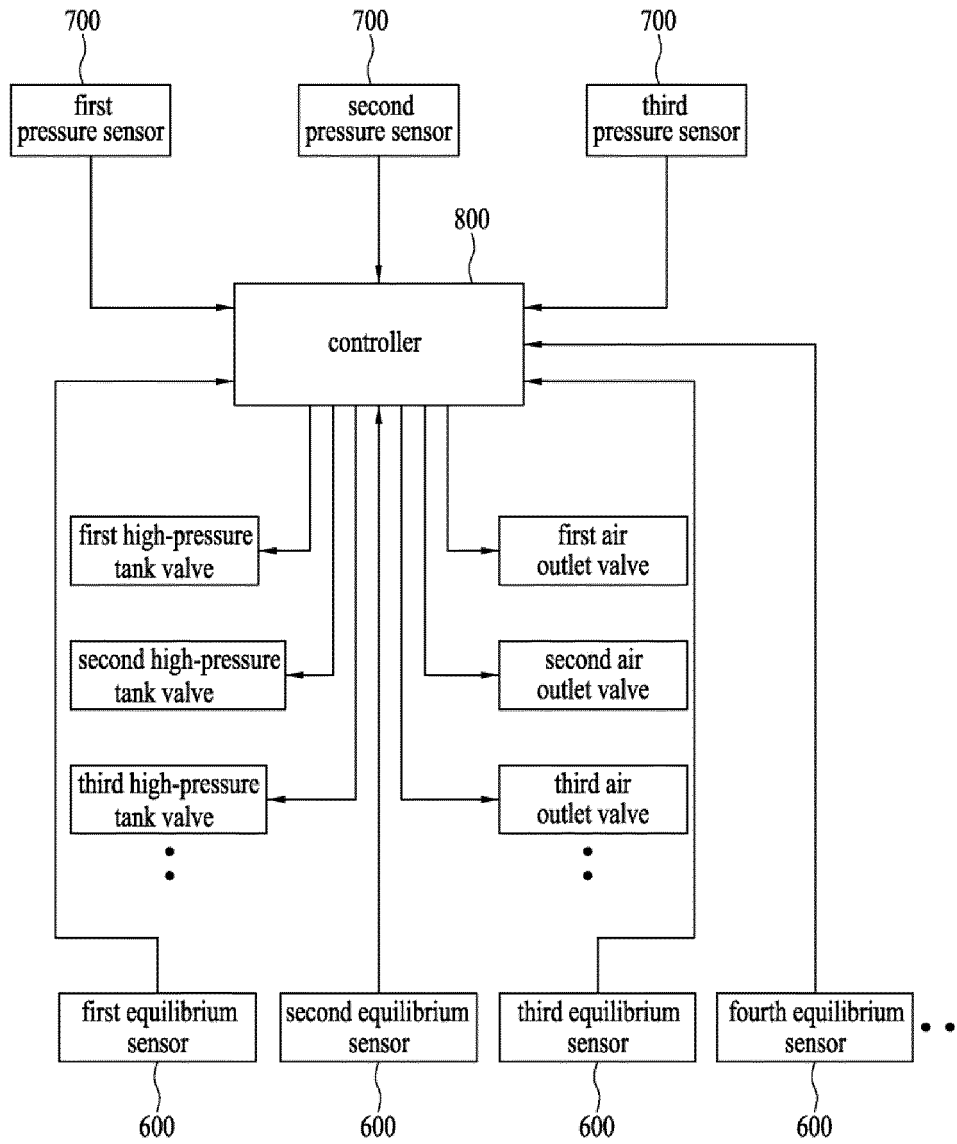 700
700
700
first
pressure sensor
second
pressure sensor
third
pressure sensor
800
controller
first high-pressure
tank valve
first air
outlet valve
second high-pressure
tank valve
second air
outlet valve
third high-pressure
tank valve
third air
outlet valve
first equilibrium
sensor
second equilibrium
sensor
third equilibrium
sensor
fourth equilibrium
sensor
600
600
600
600